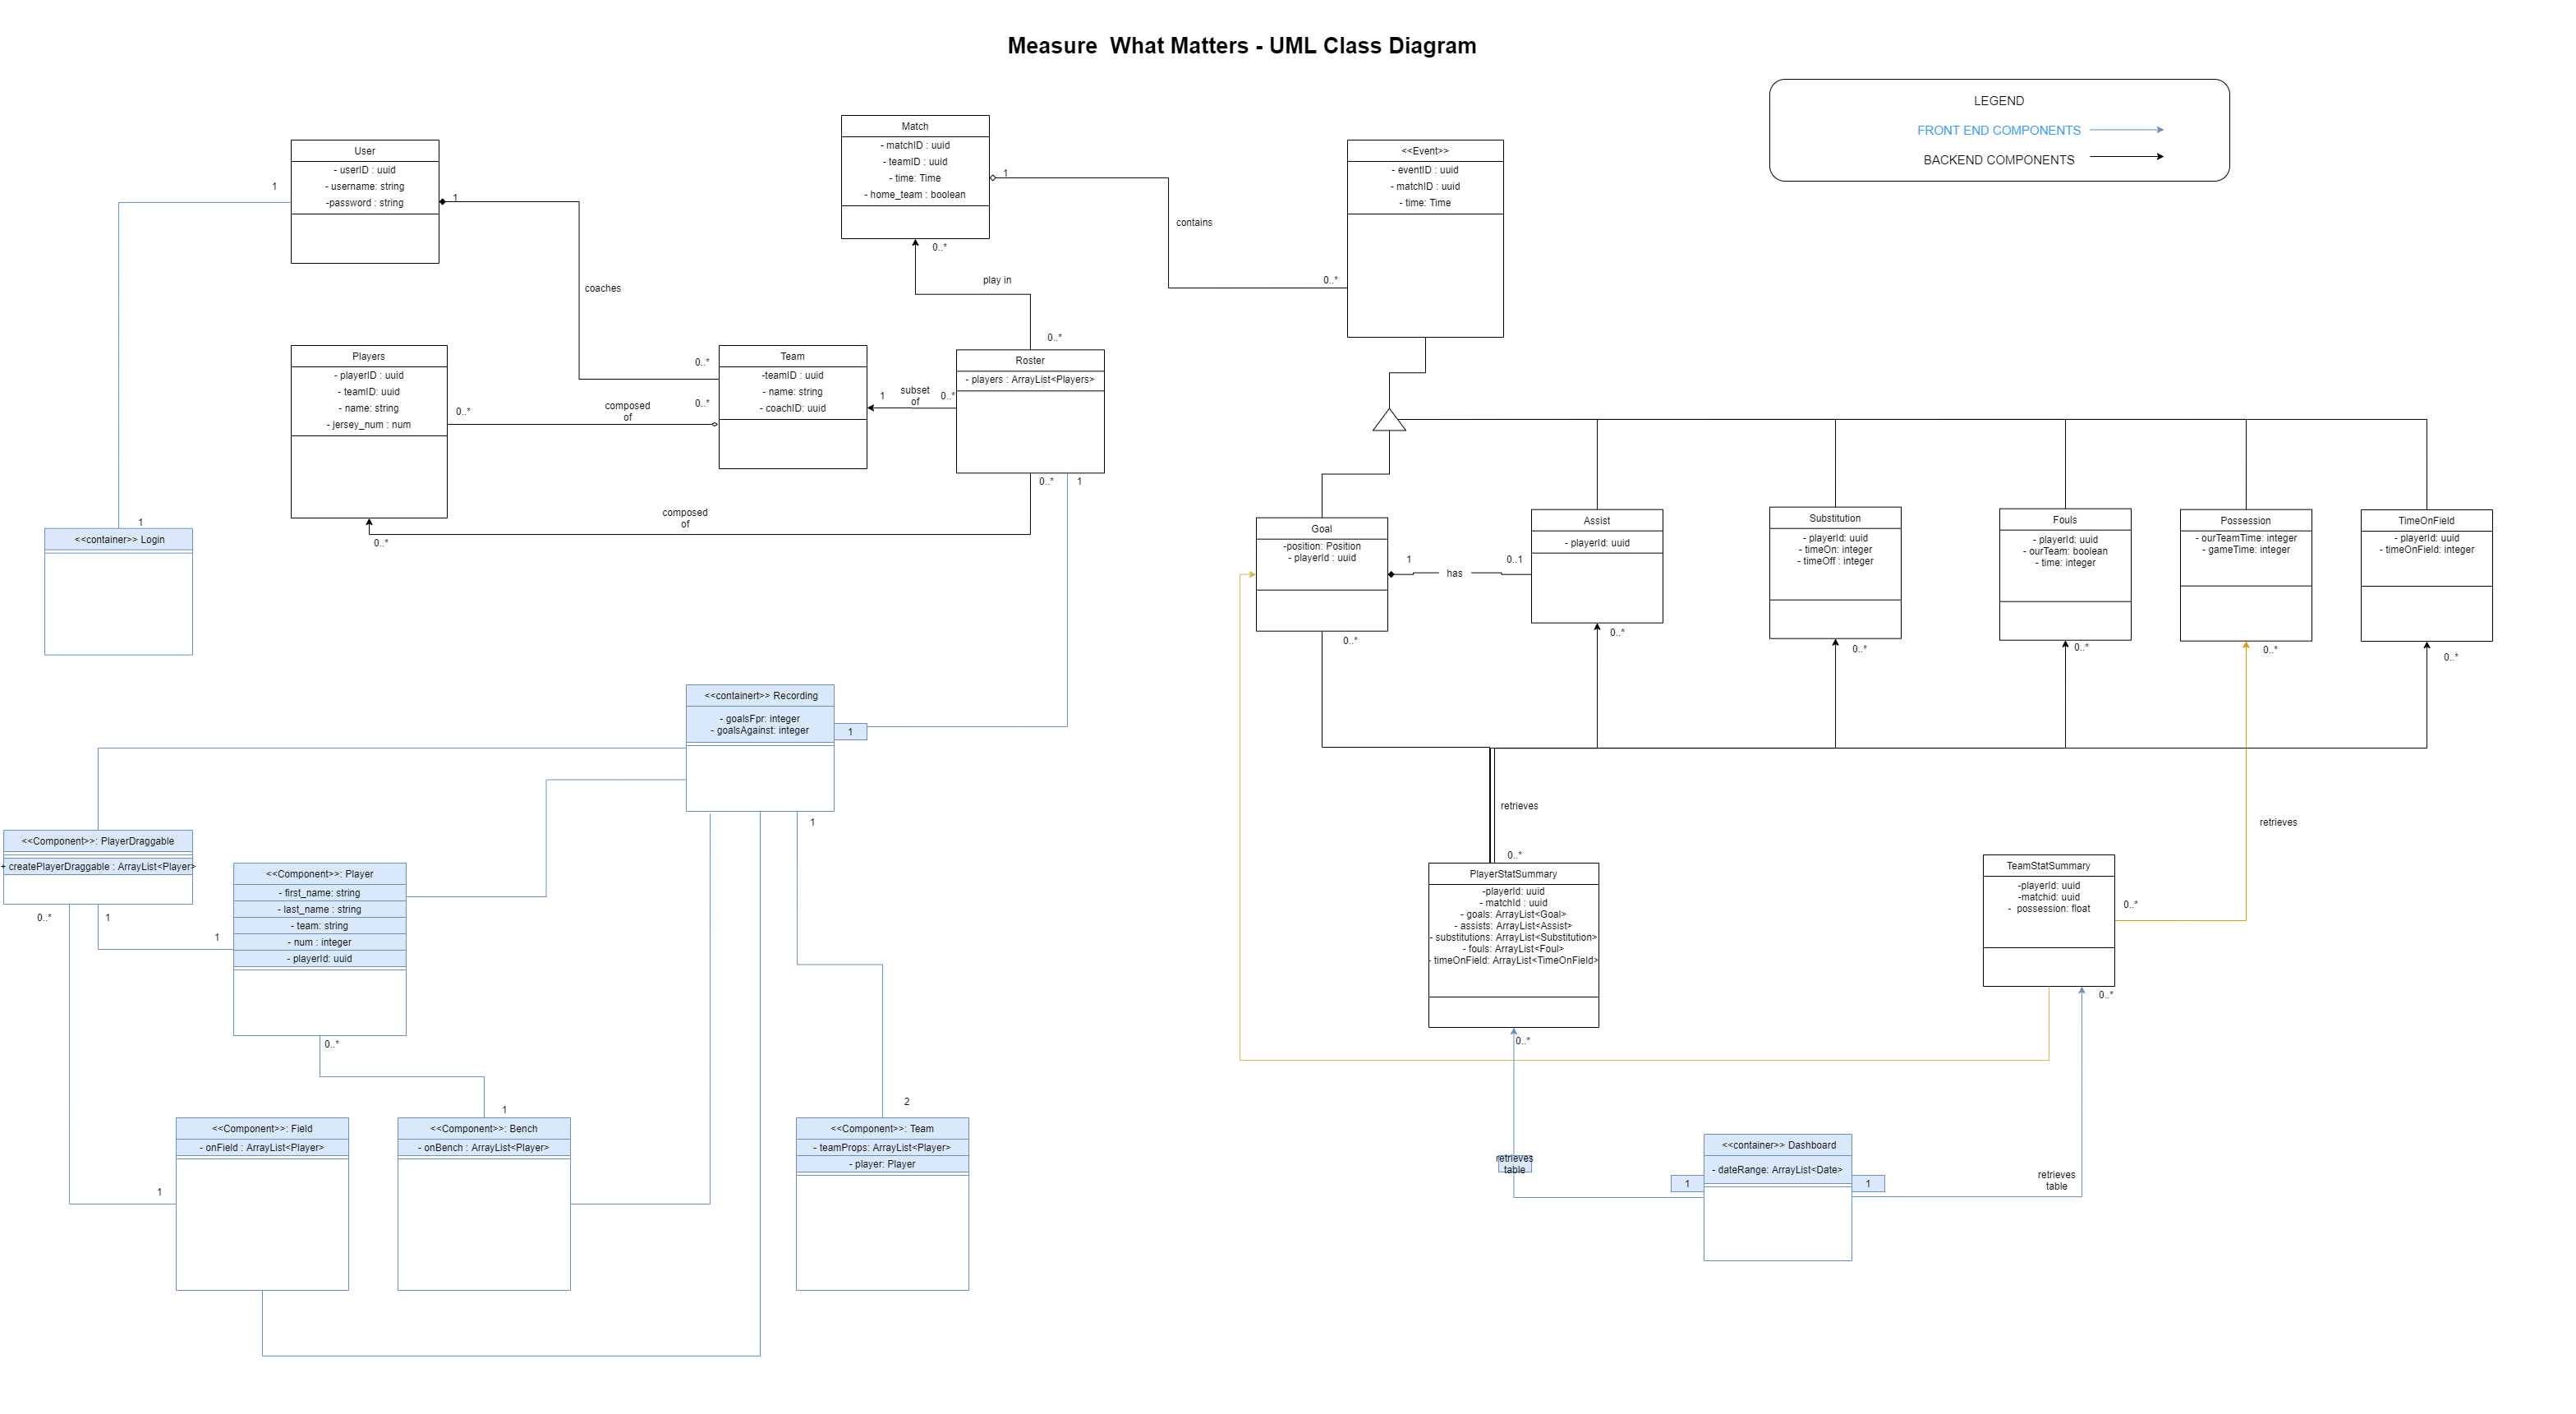 Measure  What Matters - UML Class Diagram
LEGEND
FRONT END COMPONENTS
BACKEND COMPONENTS
User
- userID : uuid
- username: string
-password : string
1
1
coaches
0..*
Match
- matchID : uuid
- teamID : uuid
- time: Time
- home_team : boolean
1
contains
0..*
0..*
play in
0..*
<<Event>>
- eventID : uuid
- matchID : uuid
- time: Time
Players
- playerID : uuid
- teamID: uuid
- name: string
- jersey_num : num
0..*
composed
of
0..*
Team
-teamID : uuid
- name: string
- coachID: uuid
1
subset
of
0..*
Roster
- players : ArrayList<Players>
0..*
1
composed
of
0..*
1
<<container>> Login
Goal
-position: Position
- playerId : uuid
1
has
0..1
0..*
Assist
- playerId: uuid
0..*
Substitution
- playerId: uuid
- timeOn: integer
- timeOff : integer
0..*
Fouls
- playerId: uuid
- ourTeam: boolean
- time: integer
0..*
Possession
- ourTeamTime: integer
- gameTime: integer
0..*
TimeOnField
- playerId: uuid
- timeOnField: integer
0..*
<<containert>> Recording
- goalsFpr: integer
- goalsAgainst: integer
1
1
retrieves
0..*
retrieves
<<Component>>: PlayerDraggable
+ createPlayerDraggable : ArrayList<Player>
0..*
1
1
<<Component>>: Player
- first_name: string
- last_name : string
- team: string
- num : integer
- playerId: uuid
0..*
PlayerStatSummary
-playerId: uuid
- matchId : uuid
- goals: ArrayList<Goal>
- assists: ArrayList<Assist>
- substitutions: ArrayList<Substitution>
- fouls: ArrayList<Foul>
- timeOnField: ArrayList<TimeOnField>
0..*
TeamStatSummary
-playerId: uuid
-matchid: uuid
-  possession: float
0..*
0..*
1
2
1
<<Component>>: Field
- onField : ArrayList<Player>
<<Component>>: Bench
- onBench : ArrayList<Player>
<<Component>>: Team
- teamProps: ArrayList<Player>
- player: Player
retrieves
table
1
<<container>> Dashboard
- dateRange: ArrayList<Date>
1
retrieves
table